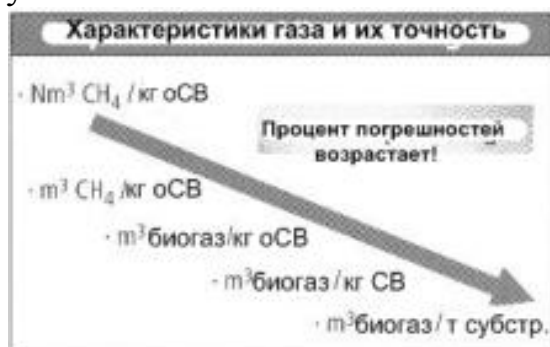 у
Характеристики газа и их точность
· Nm³ CH₄ / кг оСВ
Процент погрешностей
возрастает!
· m³ CH₄ /кг оСВ
· m³биогаз/кг оСВ
· m³биогаз/ кг СВ
· m³биогаз/ т субстр.